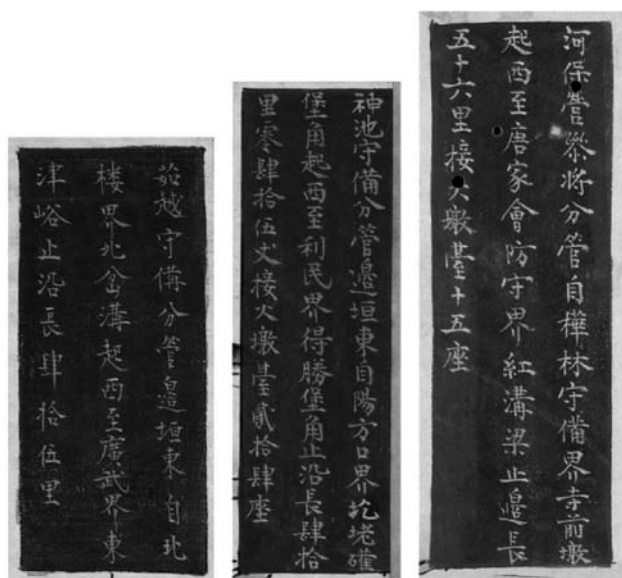 茹越守備分管邊垣東自北
楼界北岔溝起西至廣武界東
津峪止沿長肆拾伍里
神池守備分管邊垣東自陽方口界圪
堡角起西至利民界得勝堡角止沿長肆拾
里零肆拾伍丈接火墩臺貳拾肆座
河保營叅將分管自樺林守備界寺前墩
起西至唐家會防守界紅溝梁止邊長
五十六里接火墩臺十五座